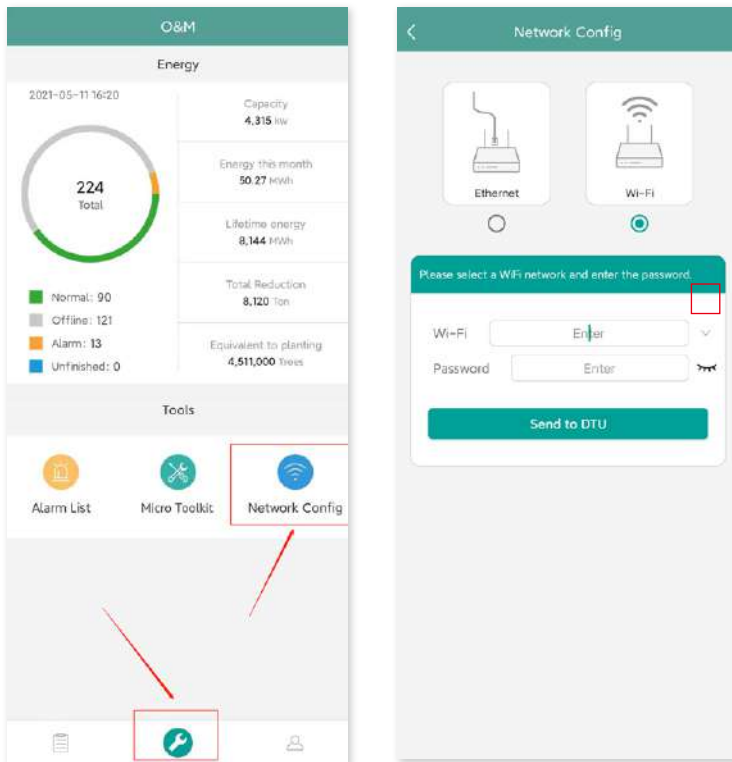 O&M
Energy
2021-05-11 16:20
224
Total
Normal: 90
Offline: 121
Alarm: 13
Unfinished: 0
Capacity
4,315 kW
Energy this month
50.27 MWh
Lifetime energy
8,144 MWh
Total Reduction
8,120 Ton
Equivalent to planting
4,511,000 Trees
Tools
Alarm List
Micro Toolkit
Network Config
Network Config
Ethernet
Wi-Fi
Please select a WiFi network and enter the password.
Wi-Fi Enter
Password Enter
Send to DTU